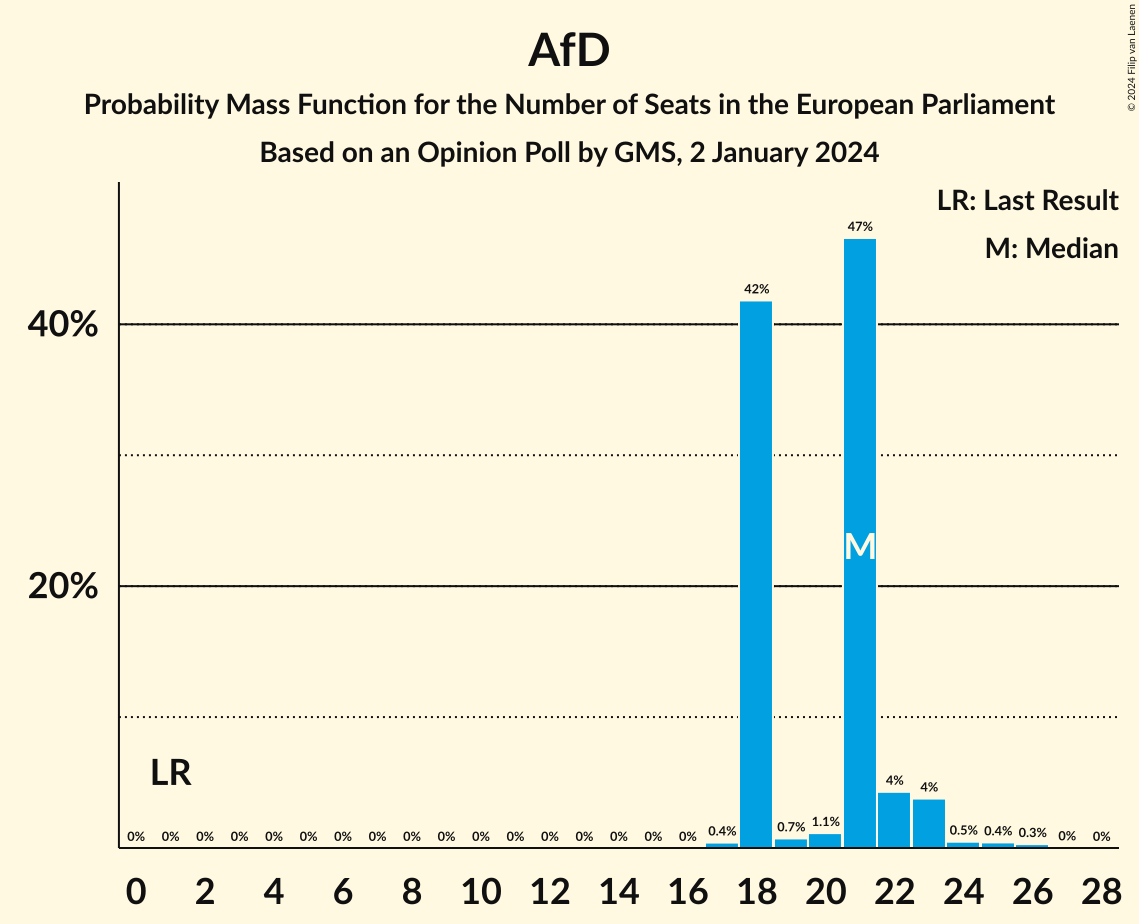 AfD
Probability Mass Function for the Number of Seats in the European Parliament
Based on an Opinion Poll by GMS, 2 January 2024
© 2024 Filip van Laenen
LR: Last Result
M: Median
47%
42%
40%
M
20%
LR
0% 0% 0% 0% 0% 0% 0% 0% 0% 0% 0% 0% 0% 0% 0% 0% 0% 0.4% 0.7% 1.1% 4% 4% 0.5% 0.4% 0.3% 0% 0%
0 2 4 6 8 10 12 14 16 18 20 22 24 26 28